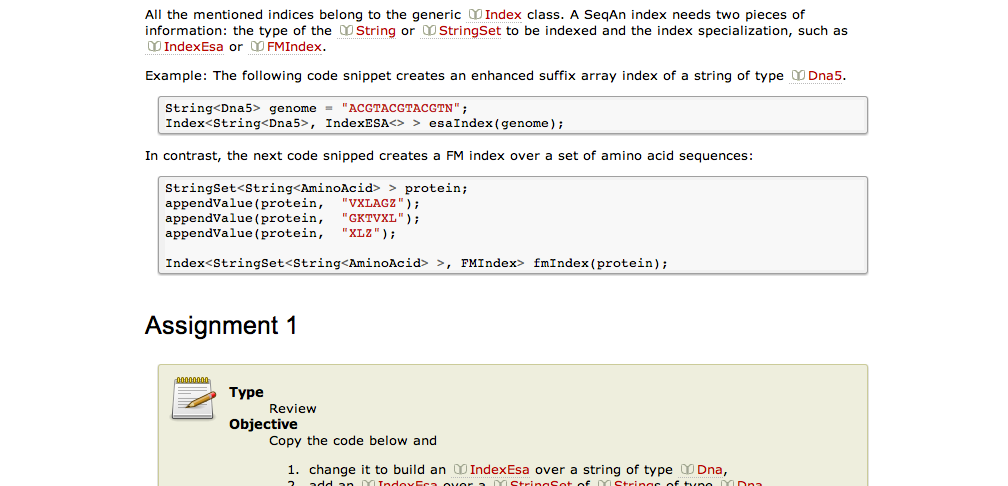 All the mentioned indices belong to the generic Index class. A SeqAn index needs two pieces of
information: the type of the String or StringSet to be indexed and the index specialization, such as
IndexEsa or FMIndex.
Example: The following code snippet creates an enhanced suffix array index of a string of type Dna5.
String<Dna5> genome = "ACGTACGTACGTN";
Index<String<Dna5>, IndexESA<> > esaIndex(genome);
In contrast, the next code snipped creates a FM index over a set of amino acid sequences:
StringSet<String<AminoAcid> > protein;
appendValue(protein,  "VXLAGZ");
appendValue(protein,  "GKTVXL");
appendValue(protein,  "XLZ");
Index<StringSet<String<AminoAcid> >, FMIndex> fmIndex(protein);
Assignment 1
Type
Review
Objective
Copy the code below and
1. change it to build an IndexEsa over a string of type Dna,
2. add an IndexEsa over a StringSet of Strings of type Dna